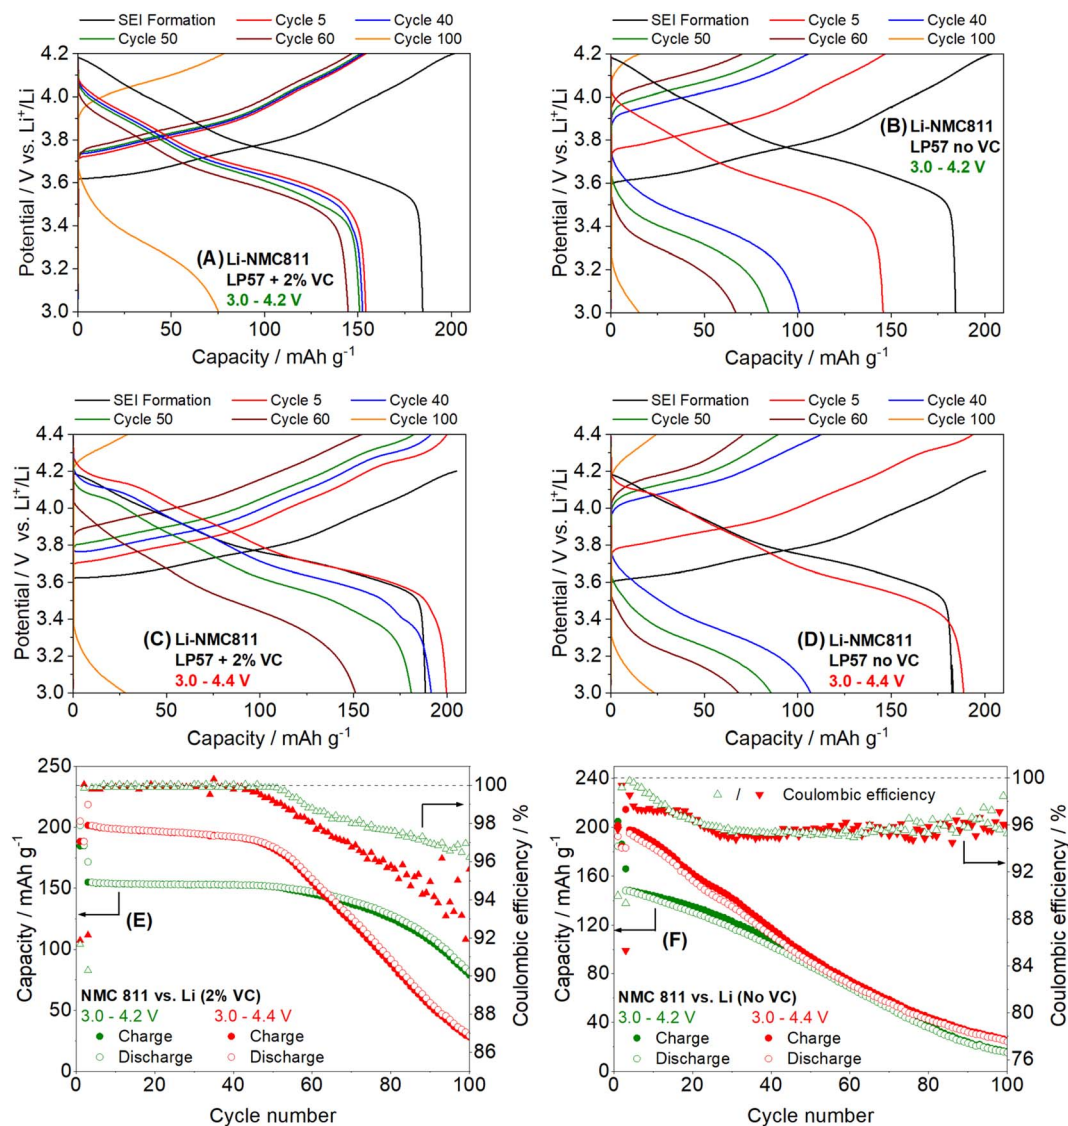 SEI Formation Cycle 5 Cycle 40
Cycle 50 Cycle 60 Cycle 100
4.2
4.0
3.8
3.6
3.4
3.2
3.0
Potential / V vs. Li⁺/Li
(A) Li-NMC811
LP57 + 2% VC
3.0 - 4.2 V
0 50 100 150 200
Capacity / mAh g⁻¹
SEI Formation Cycle 5 Cycle 40
Cycle 50 Cycle 60 Cycle 100
4.2
4.0
3.8
3.6
3.4
3.2
3.0
Potential / V vs. Li⁺/Li
(B) Li-NMC811
LP57 no VC
3.0 - 4.2 V
0 50 100 150 200
Capacity / mAh g⁻¹
SEI Formation Cycle 5 Cycle 40
Cycle 50 Cycle 60 Cycle 100
4.4
4.2
4.0
3.8
3.6
3.4
3.2
3.0
Potential / V vs. Li⁺/Li
(C) Li-NMC811
LP57 + 2% VC
3.0 - 4.4 V
0 50 100 150 200
Capacity / mAh g⁻¹
SEI Formation Cycle 5 Cycle 40
Cycle 50 Cycle 60 Cycle 100
4.4
4.2
4.0
3.8
3.6
3.4
3.2
3.0
Potential / V vs. Li⁺/Li
(D) Li-NMC811
LP57 no VC
3.0 - 4.4 V
0 50 100 150 200
Capacity / mAh g⁻¹
250
200
150
100
50
0
Capacity / mAh g⁻¹
(E)
NMC 811 vs. Li (2% VC)
3.0 - 4.2 V 3.0 - 4.4 V
Charge Charge
Discharge Discharge
100
98
96
94
92
90
88
86
Coulombic efficiency / %
0 20 40 60 80 100
Cycle number
240
200
160
120
80
40
0
Capacity / mAh g⁻¹
/ Coulombic efficiency
(F)
NMC 811 vs. Li (No VC)
3.0 - 4.2 V 3.0 - 4.4 V
Charge Charge
Discharge Discharge
100
96
92
88
84
80
76
Coulombic efficiency / %
0 20 40 60 80 100
Cycle number